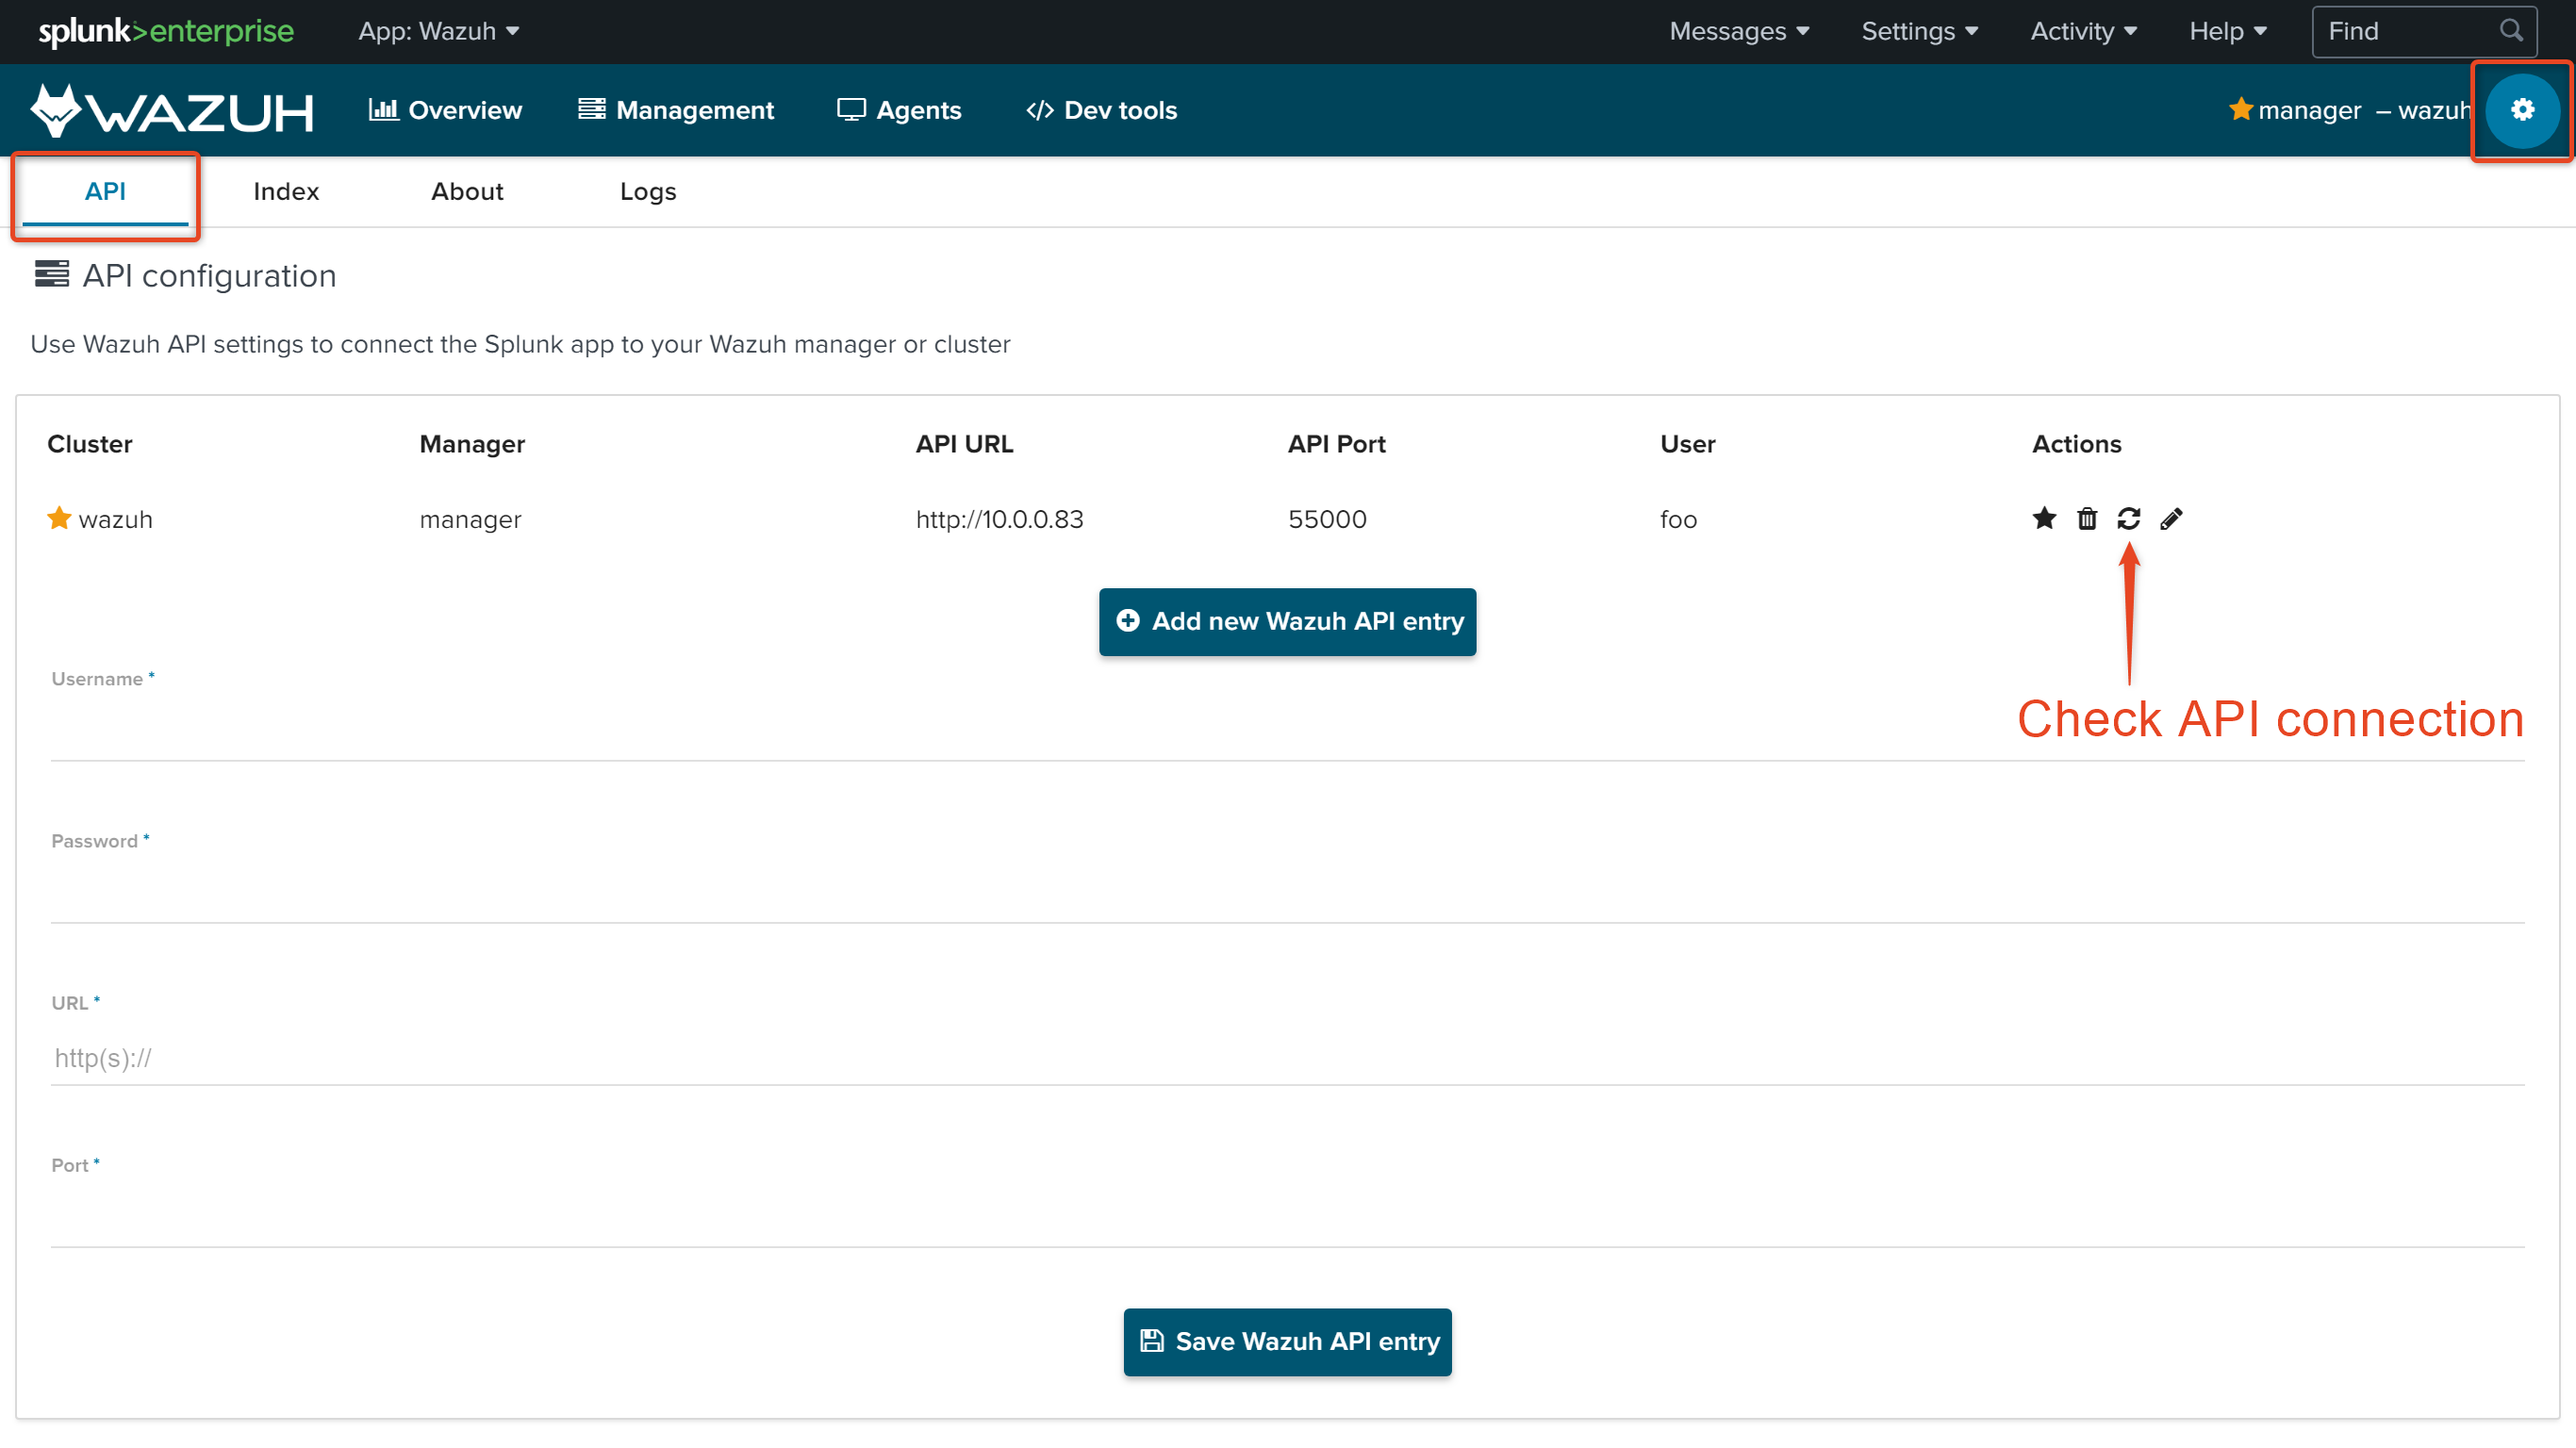 splunk>enterprise App: Wazuh Messages Settings Activity Help Find
WAZUH Overview Management Agents </> Dev tools manager – wazuh
API Index About Logs
API configuration
Use Wazuh API settings to connect the Splunk app to your Wazuh manager or cluster
Cluster Manager API URL API Port User Actions
wazuh manager http://10.0.0.83 55000 foo
Add new Wazuh API entry
Username *
Check API connection
Password *
URL *
http(s)://
Port *
Save Wazuh API entry